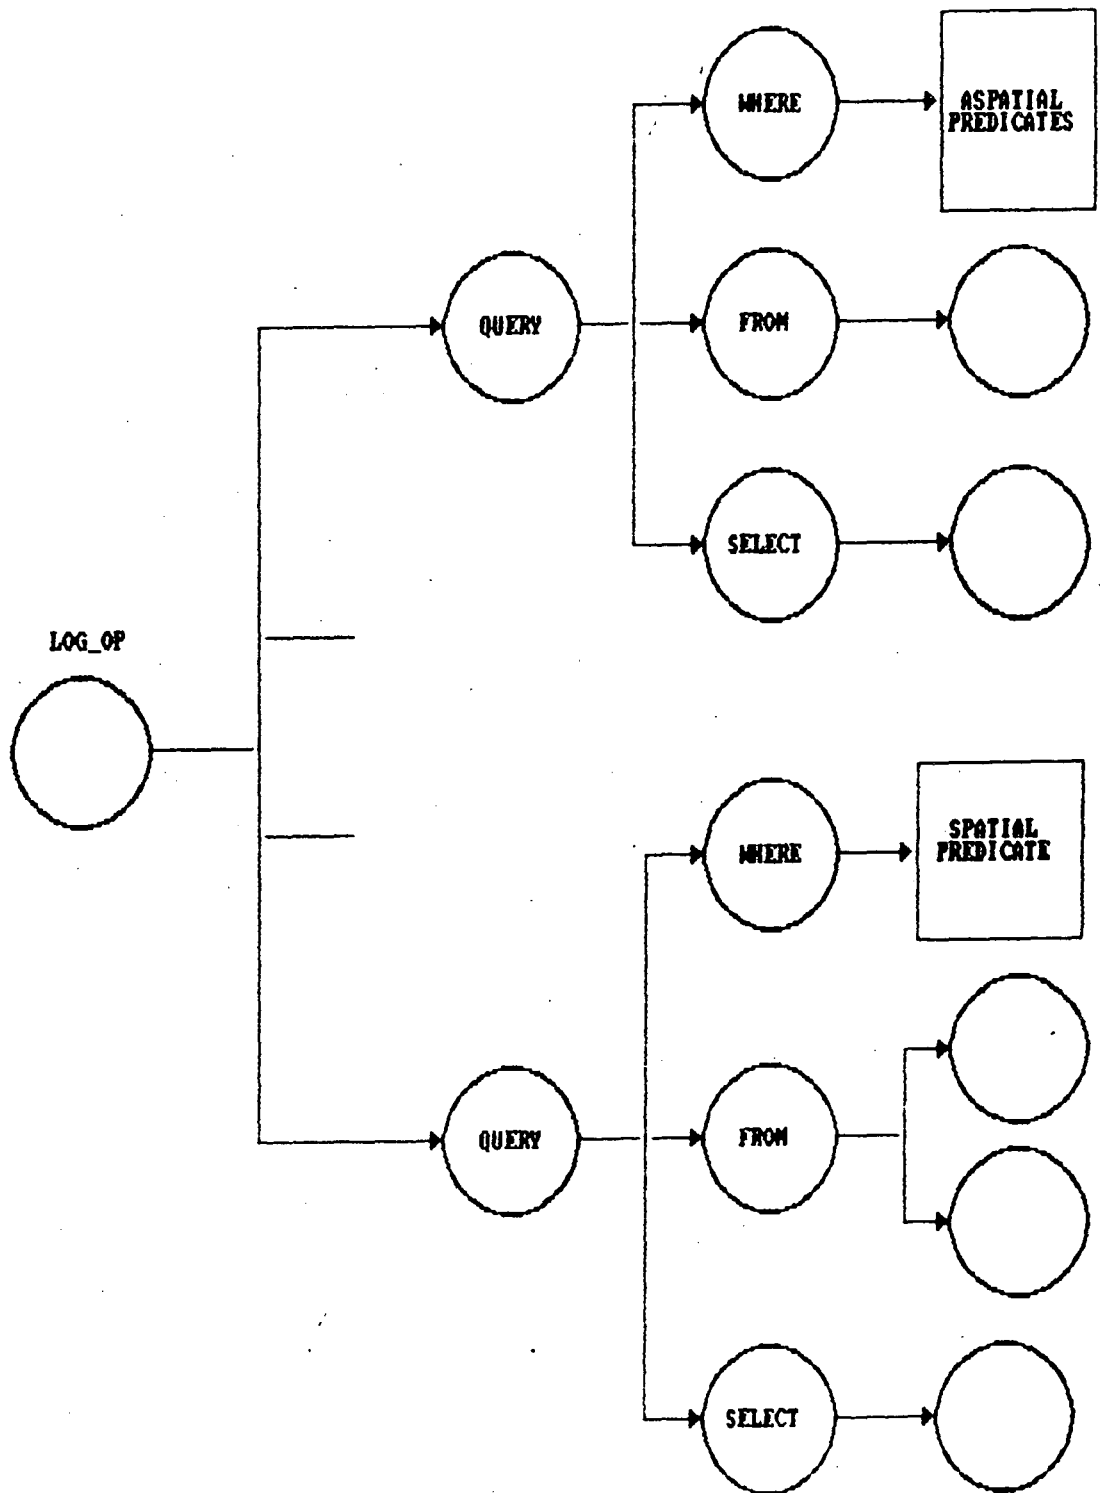 WHERE
ASPATIAL
PREDICATES
QUERY
FROM
SELECT
LOG_OP
WHERE
SPATIAL
PREDICATE
QUERY
FROM
SELECT